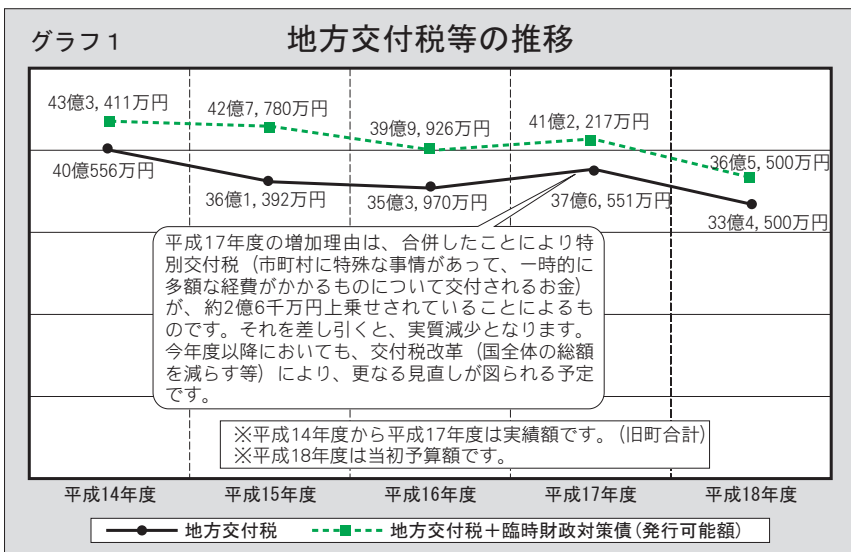 グラフ1
地方交付税等の推移
43億3,411万円
42億7,780万円
39億9,926万円
41億2,217万円
36億5,500万円
40億556万円
36億1,392万円
35億3,970万円
37億6,551万円
33億4,500万円
平成17年度の増加理由は、合併したことにより特
別交付税（市町村に特殊な事情があって、一時的に
多額な経費がかかるものについて交付されるお金）
が、約2億6千万円上乗せされていることによるも
のです。それを差し引くと、実質減少となります。
今年度以降においても、交付税改革（国全体の総額
を減らす等）により、更なる見直しが図られる予定
です。
※平成14年度から平成17年度は実績額です。（旧町合計）
※平成18年度は当初予算額です。
平成14年度 平成15年度 平成16年度 平成17年度 平成18年度
地方交付税 地方交付税＋臨時財政対策債（発行可能額）